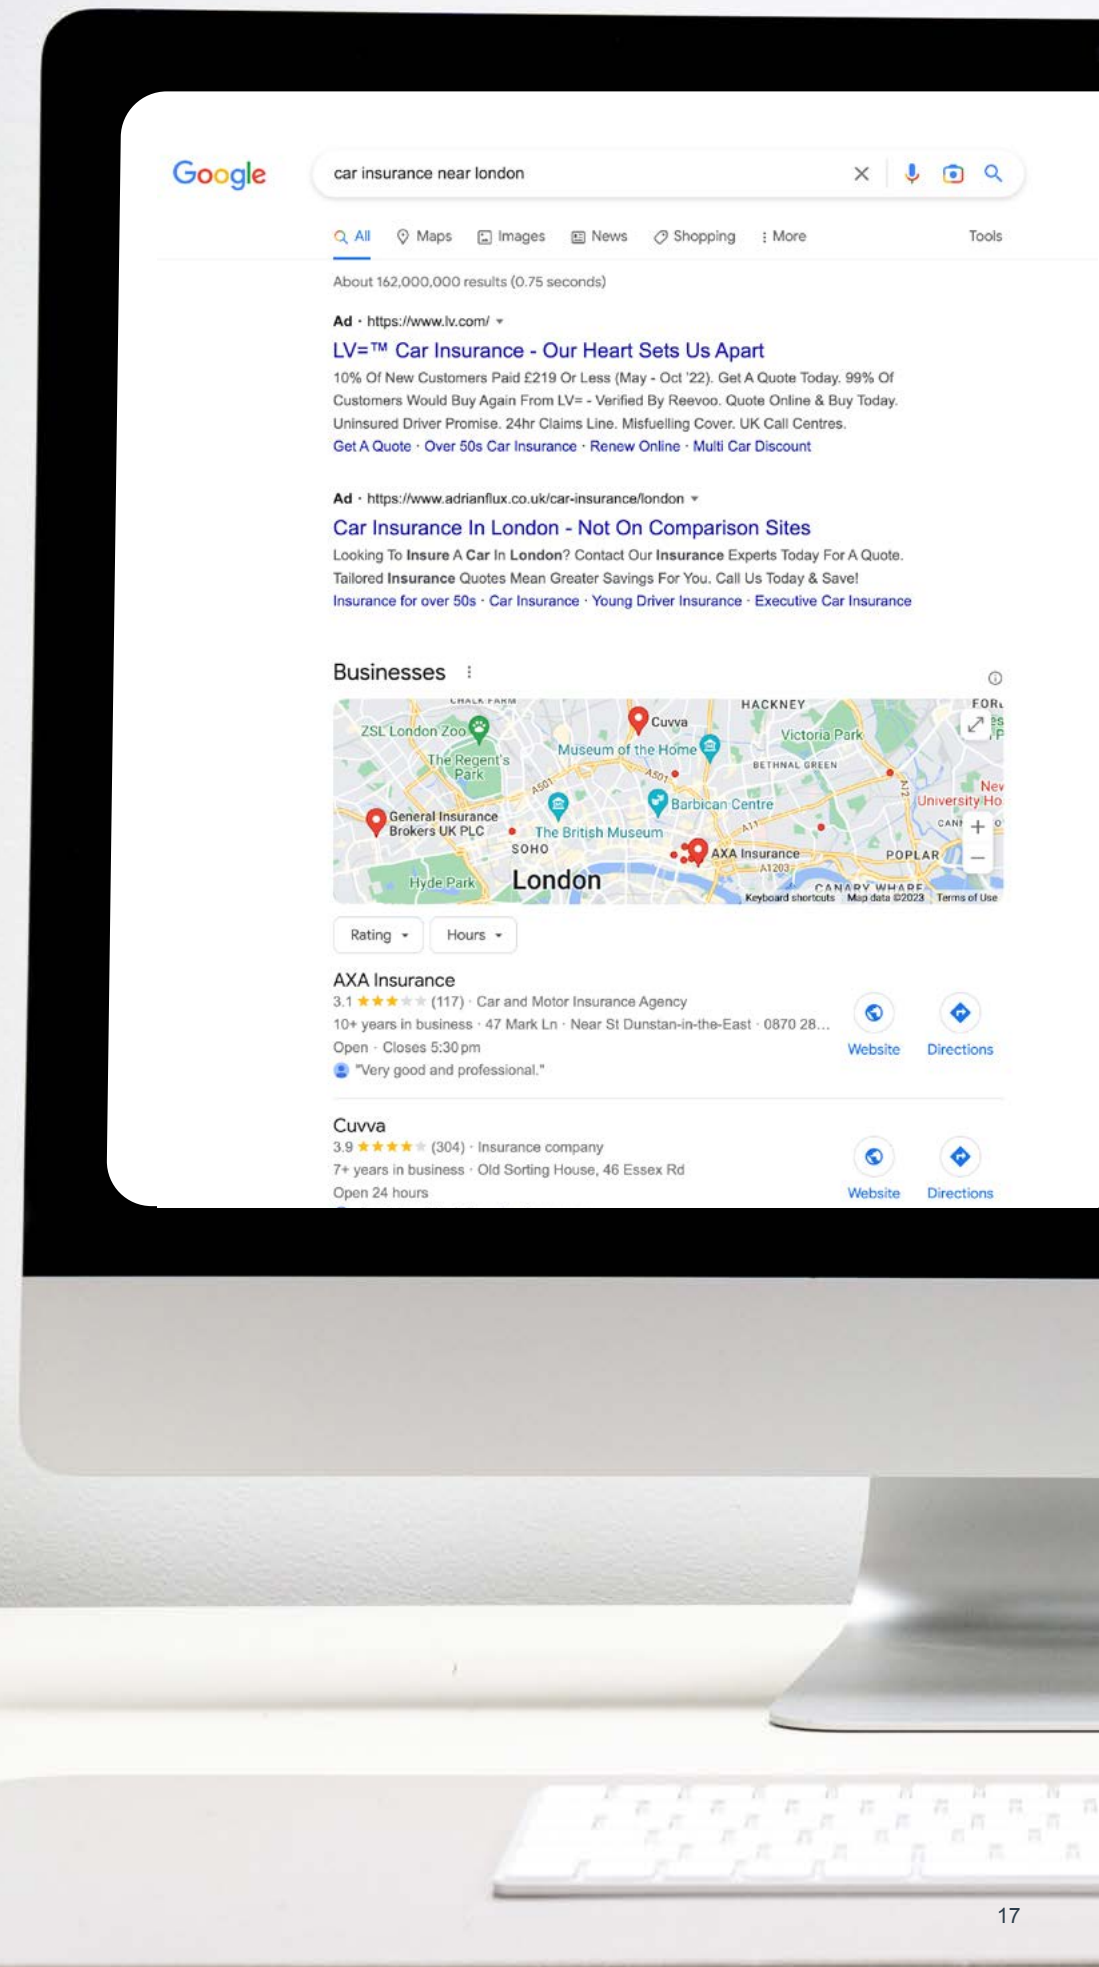 Google
car insurance near london
All Maps Images News Shopping More Tools
About 162,000,000 results (0.75 seconds)
Ad · https://www.lv.com/
LV=™ Car Insurance - Our Heart Sets Us Apart
10% Of New Customers Paid £219 Or Less (May - Oct '22). Get A Quote Today. 99% Of
Customers Would Buy Again From LV= - Verified By Reevoo. Quote Online & Buy Today.
Uninsured Driver Promise. 24hr Claims Line. Misfuelling Cover. UK Call Centres.
Get A Quote · Over 50s Car Insurance · Renew Online · Multi Car Discount
Ad · https://www.adrianflux.co.uk/car-insurance/london
Car Insurance In London - Not On Comparison Sites
Looking To Insure A Car In London? Contact Our Insurance Experts Today For A Quote.
Tailored Insurance Quotes Mean Greater Savings For You. Call Us Today & Save!
Insurance for over 50s · Car Insurance · Young Driver Insurance · Executive Car Insurance
Businesses
CHALK FARM
HACKNEY
ZSL London Zoo
Cuvva
Victoria Park
Museum of the Home
The Regent's
Park
BETHNAL GREEN
A501
A501
A12
New
University Ho
Barbican Centre
General Insurance
Brokers UK PLC
The British Museum
A11
SOHO
AXA Insurance
POPLAR
A1203
Hyde Park
London
CANARY WHARF
Keyboard shortcuts Map data ©2023 Terms of Use
Rating
Hours
AXA Insurance
3.1 (117) · Car and Motor Insurance Agency
10+ years in business · 47 Mark Ln · Near St Dunstan-in-the-East · 0870 28...
Open · Closes 5:30 pm
"Very good and professional."
Website
Directions
Cuvva
3.9 (304) · Insurance company
7+ years in business · Old Sorting House, 46 Essex Rd
Open 24 hours
Website
Directions
17